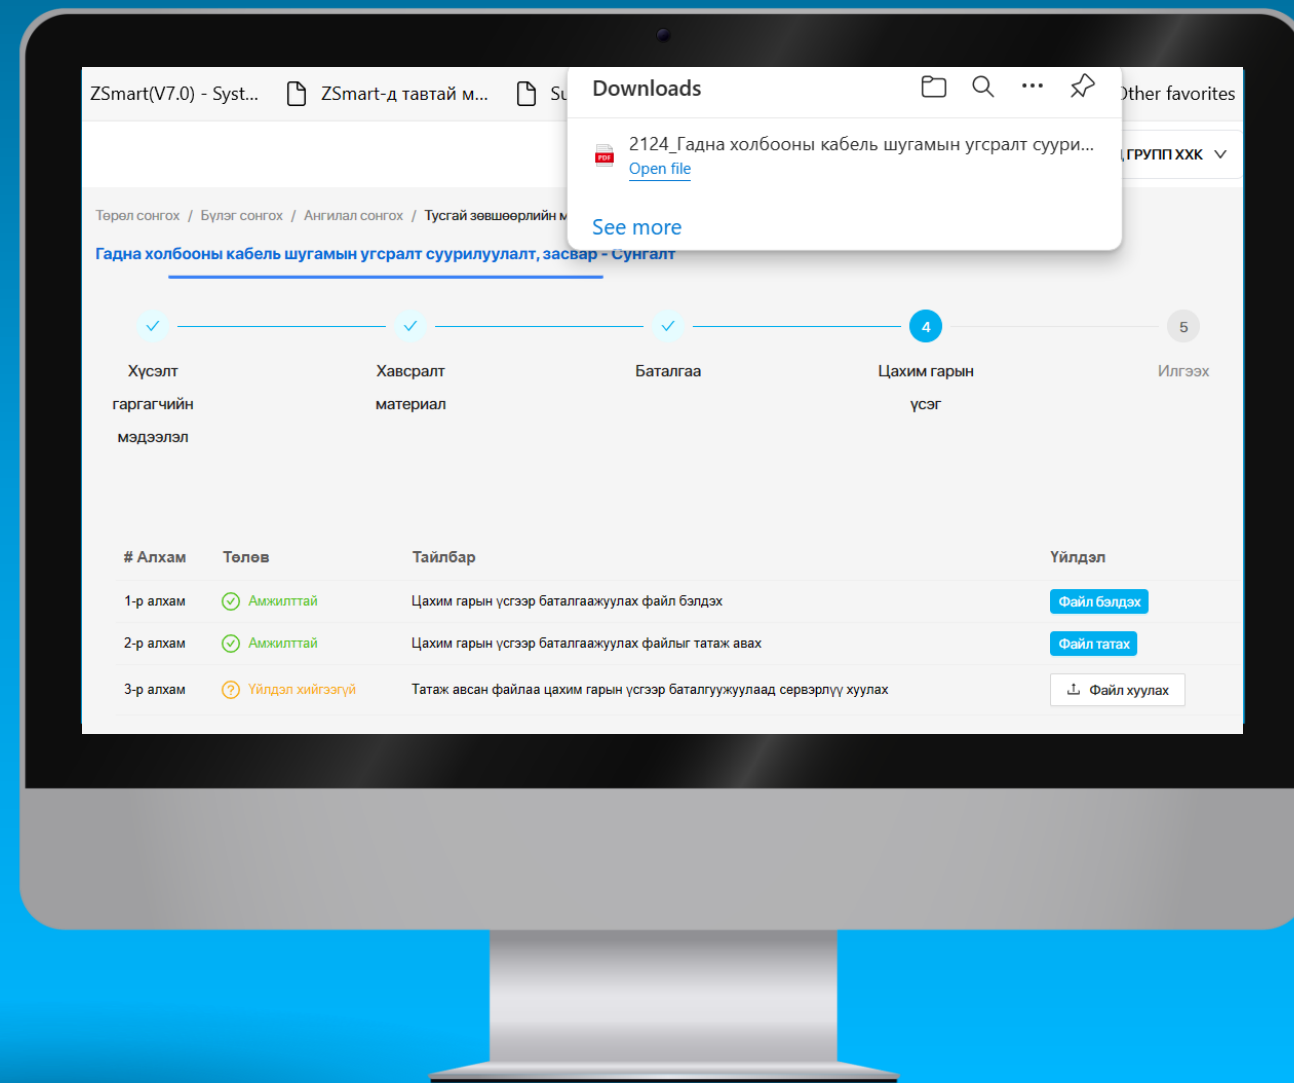 ZSmart(V7.0) - Syst...
ZSmart-д тавтай м...
Downloads
Other favorites
2124_Гадна холбооны кабель шугамын угсралт суури...
PDF
Open file
ГРУПП ХХК
See more
Төрөл сонгох / Бүлэг сонгох / Ангилал сонгох / Тусгай зөвшөөрлийн
Гадна холбооны кабель шугамын угсралт суурилуулалт, засвар - Сунгалт
4
5
Хүсэлт гаргагчийн мэдээлэл
Хавсралт материал
Баталгаа
Цахим гарын үсэг
Илгээх
# Алхам Төлөв Тайлбар Үйлдэл
1-р алхам Амжилттай Цахим гарын үсгээр баталгаажуулах файл бэлдэх Файл бэлдэх
2-р алхам Амжилттай Цахим гарын үсгээр баталгаажуулах файлыг татаж авах Файл татах
3-р алхам ? Үйлдэл хийгээгүй Татаж авсан файлаа цахим гарын үсгээр баталгуужуулаад сервэрлүү хуулах Файл хуулах